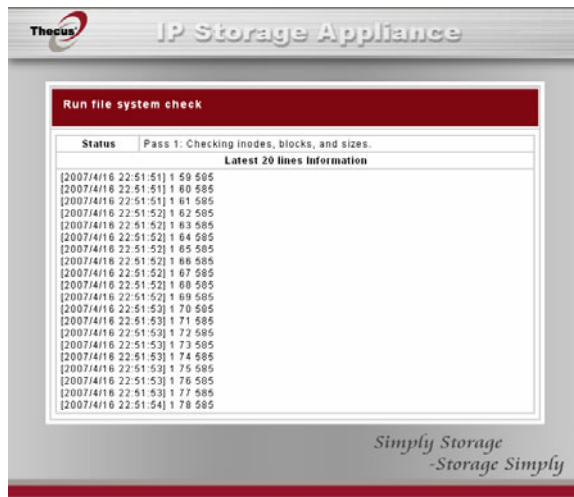 Thecus
IP Storage Appliance
Run file system check
Status Pass 1: Checking inodes, blocks, and sizes.
Latest 20 lines Information
[2007/4/16 22:51:51] 1 59 585
[2007/4/16 22:51:51] 1 60 585
[2007/4/16 22:51:51] 1 61 585
[2007/4/16 22:51:52] 1 62 585
[2007/4/16 22:51:52] 1 63 585
[2007/4/16 22:51:52] 1 64 585
[2007/4/16 22:51:52] 1 65 585
[2007/4/16 22:51:52] 1 66 585
[2007/4/16 22:51:52] 1 67 585
[2007/4/16 22:51:52] 1 68 585
[2007/4/16 22:51:52] 1 69 585
[2007/4/16 22:51:53] 1 70 585
[2007/4/16 22:51:53] 1 71 585
[2007/4/16 22:51:53] 1 72 585
[2007/4/16 22:51:53] 1 73 585
[2007/4/16 22:51:53] 1 74 585
[2007/4/16 22:51:53] 1 75 585
[2007/4/16 22:51:53] 1 76 585
[2007/4/16 22:51:53] 1 77 585
[2007/4/16 22:51:54] 1 78 585
Simply Storage
-Storage Simply